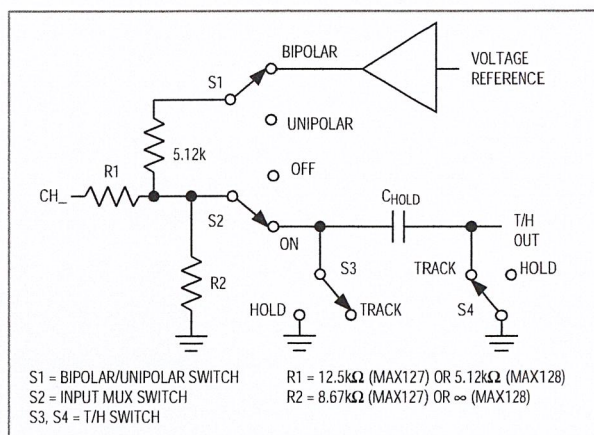 BIPOLAR
VOLTAGE
REFERENCE
S1
UNIPOLAR
5.12k
R1
OFF
CH_
S2
CHOLD
T/H
OUT
ON
S3
TRACK
HOLD
R2
HOLD
TRACK
S4
S1 = BIPOLAR/UNIPOLAR SWITCH
S2 = INPUT MUX SWITCH
S3, S4 = T/H SWITCH
R1 = 12.5kΩ (MAX127) OR 5.12kΩ (MAX128)
R2 = 8.67kΩ (MAX127) OR ∞ (MAX128)